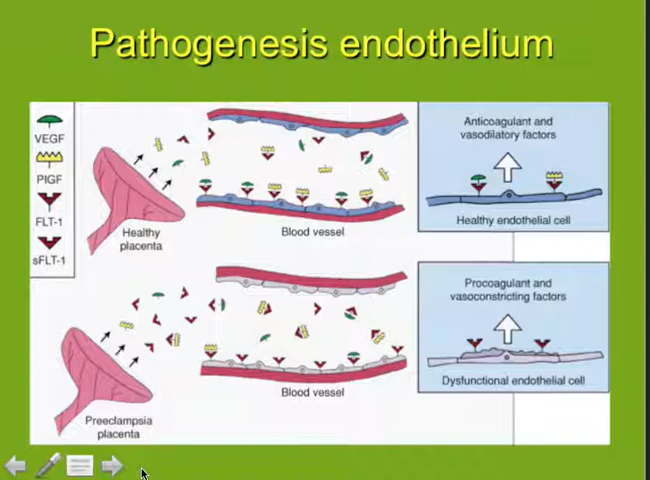 Pathogenesis endothelium
VEGF
PIGF
FLT-1
sFLT-1
Healthy
placenta
Blood vessel
Anticoagulant and
vasodilatory factors
Healthy endothelial cell
Preeclampsia
placenta
Blood vessel
Procoagulant and
vasoconstricting factors
Dysfunctional endothelial cell